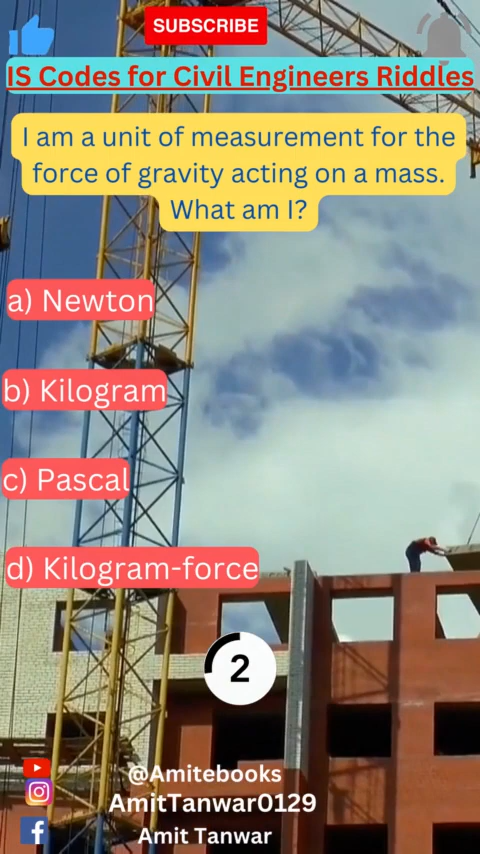 SUBSCRIBE
IS Codes for Civil Engineers Riddles
I am a unit of measurement for the
force of gravity acting on a mass.
What am I?
a) Newton
b) Kilogram
c) Pascal
d) Kilogram-force
2
@Amitebooks
AmitTanwar0129
Amit Tanwar